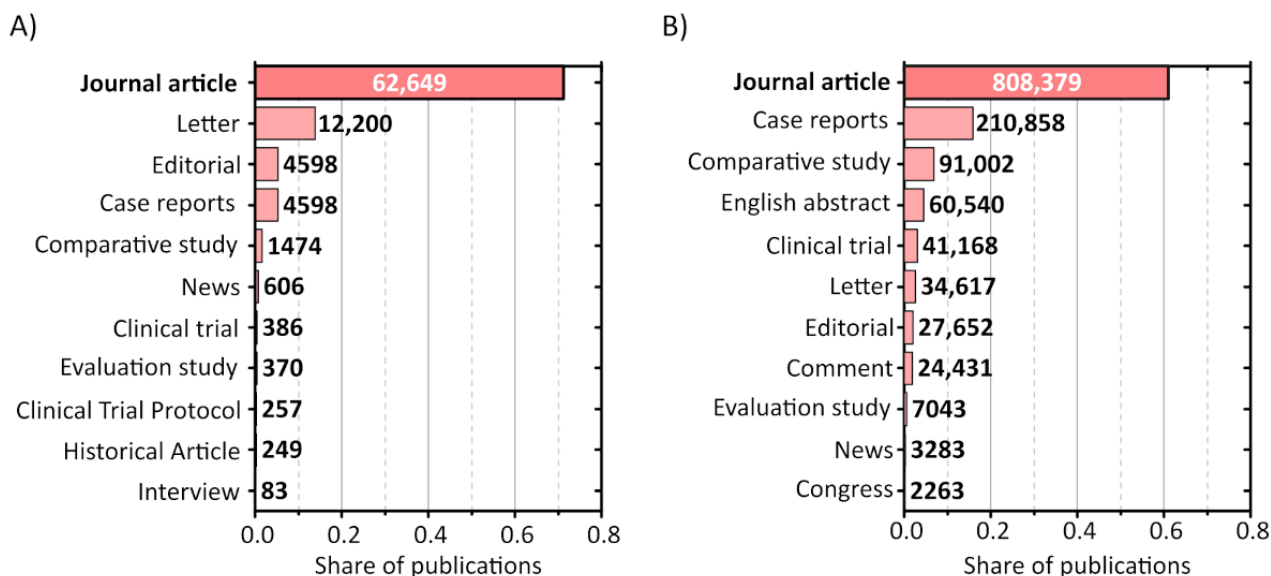 A)
Journal article 62,649
Letter 12,200
Editorial 4598
Case reports 4598
Comparative study 1474
News 606
Clinical trial 386
Evaluation study 370
Clinical Trial Protocol 257
Historical Article 249
Interview 83
0.0 0.2 0.4 0.6 0.8
Share of publications
B)
Journal article 808,379
Case reports 210,858
Comparative study 91,002
English abstract 60,540
Clinical trial 41,168
Letter 34,617
Editorial 27,652
Comment 24,431
Evaluation study 7043
News 3283
Congress 2263
0.0 0.2 0.4 0.6 0.8
Share of publications